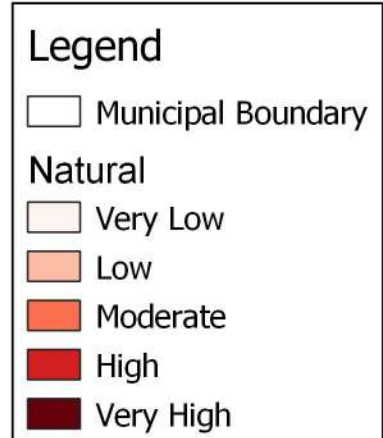 Legend
Municipal Boundary
Natural
Very Low
Low
Moderate
High
Very High